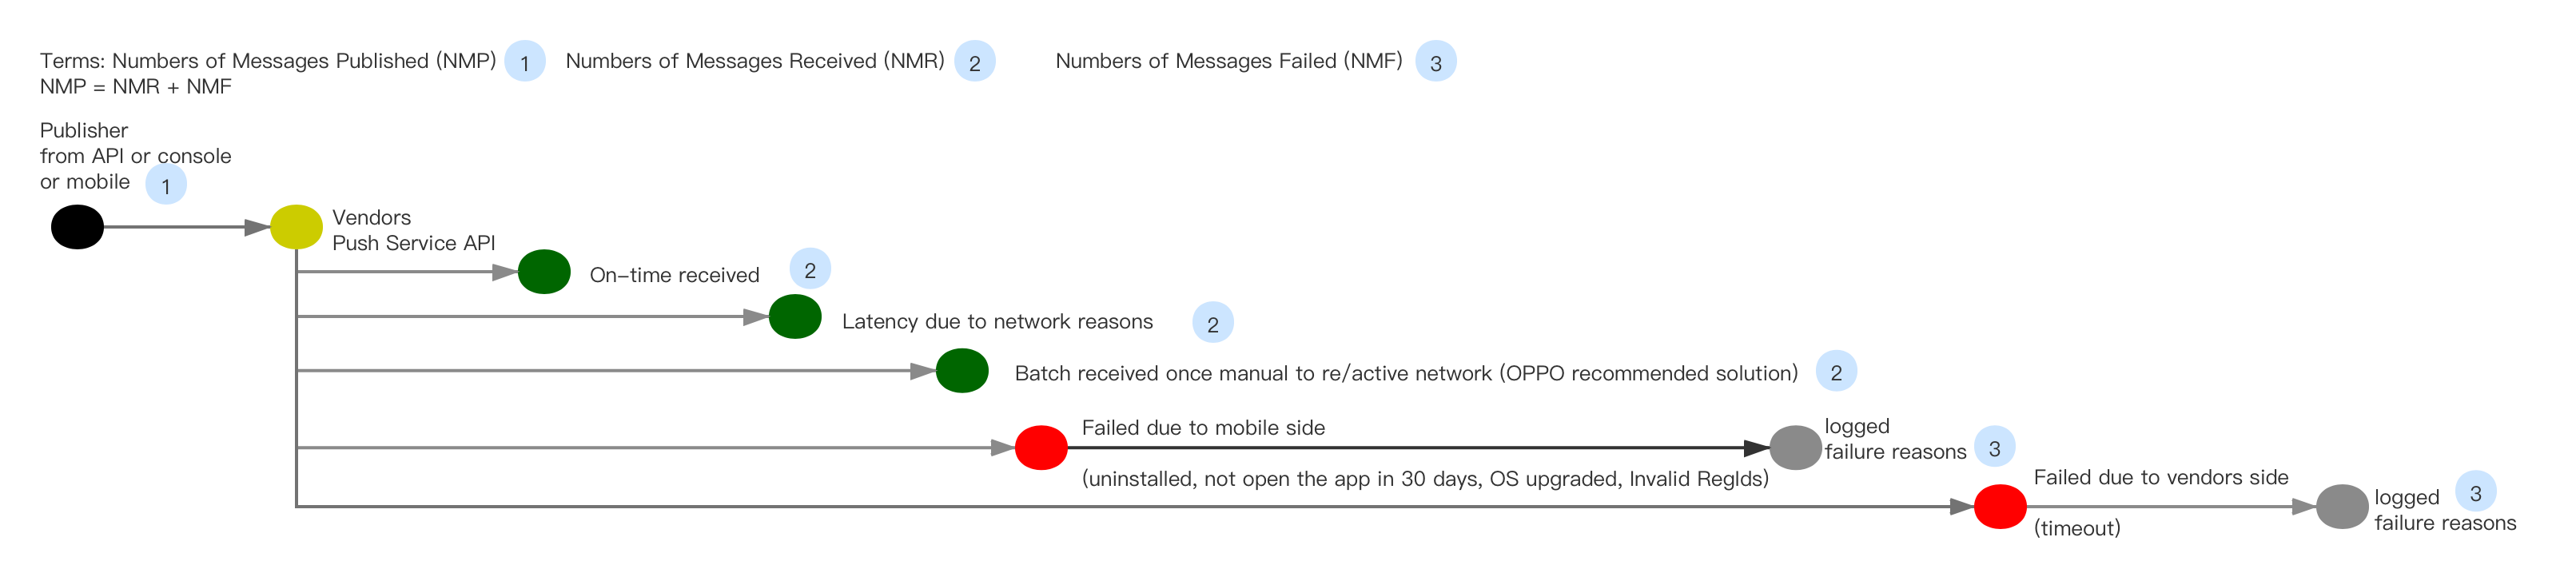 Terms: Numbers of Messages Published (NMP) 1 Numbers of Messages Received (NMR) 2 Numbers of Messages Failed (NMF) 3
NMP = NMR + NMF
Publisher
from API or console
or mobile 1
Vendors
Push Service API
On-time received 2
Latency due to network reasons 2
Batch received once manual to re/active network (OPPO recommended solution) 2
Failed due to mobile side
(uninstalled, not open the app in 30 days, OS upgraded, Invalid RegIds)
logged
failure reasons 3
Failed due to vendors side
(timeout)
logged 3
failure reasons